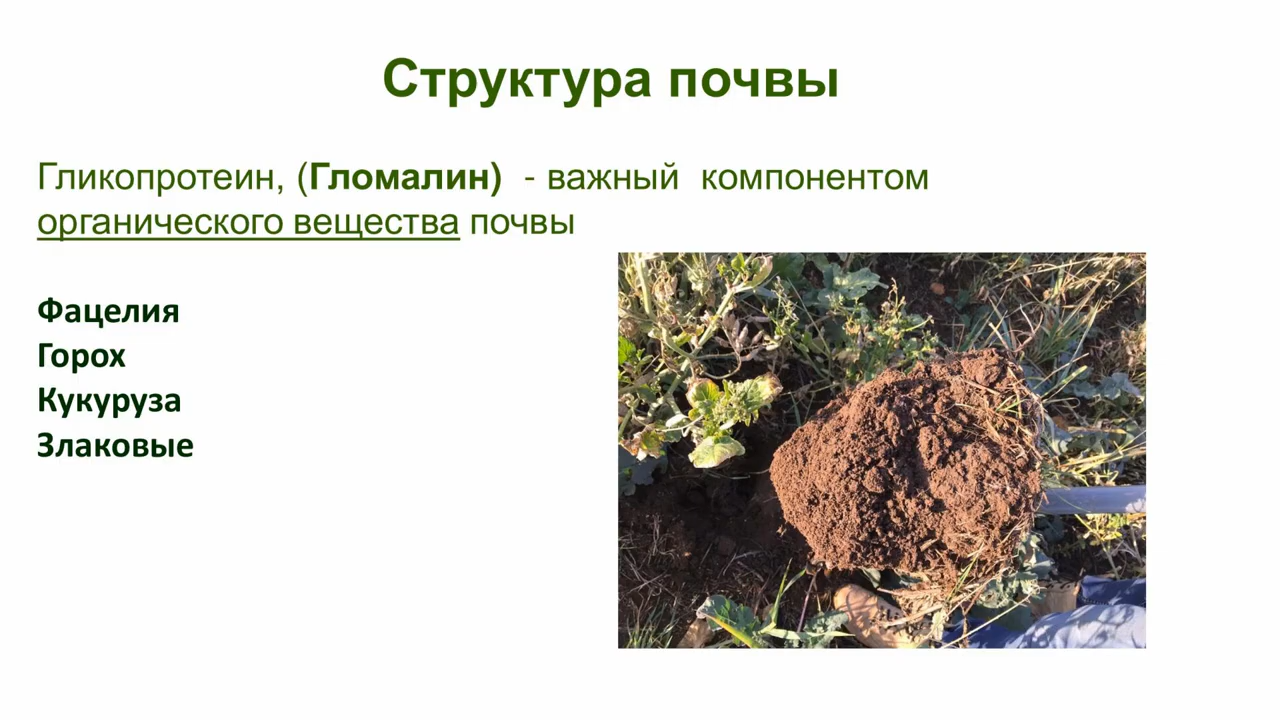 Структура почвы
Гликопротеин, (Гломалин)  - важный  компонентом
органического вещества почвы
Фацелия
Горох
Кукуруза
Злаковые